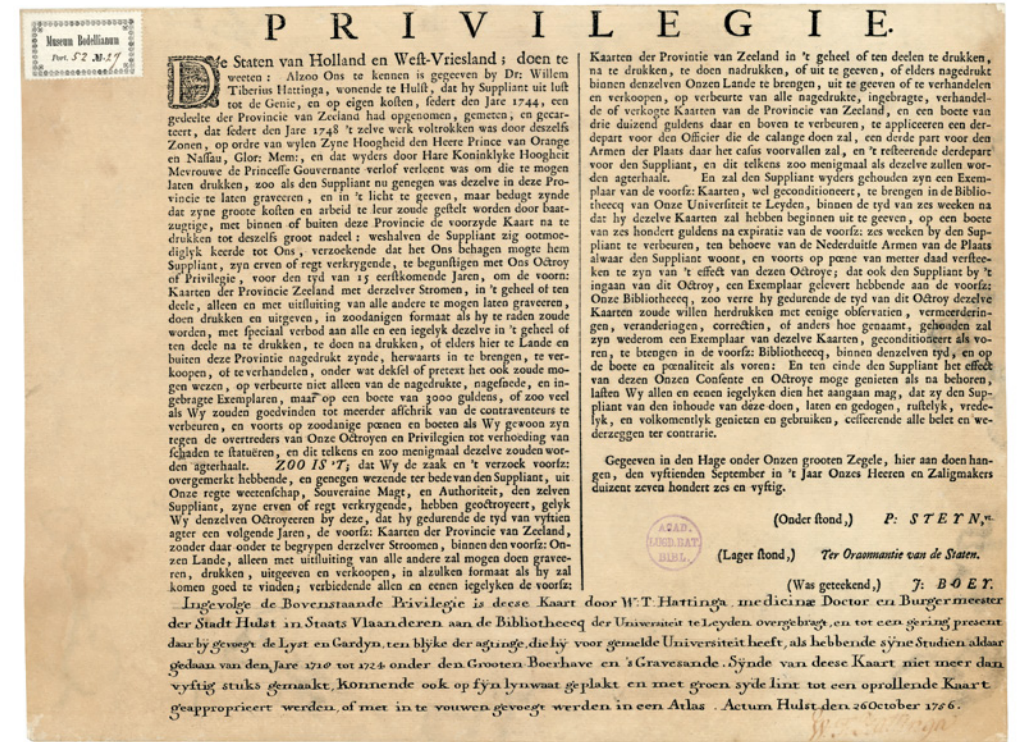 PRIVILEGIE.
Museum Bodellianum
Port. 52 № 27
De Staten van Holland en West-Vriesland; doen te
weeten: Alzoo Ons te kennen is gegeeven by Dr: Willem
Tiberius Hattinga, wonende te Hulst, dat hy Suppliant uit lust
tot de Genie, en op eigen kosten, sedert den Jare 1744, een
gedeelte der Provincie van Zeeland had opgenomen, gemeten, en gecar-
teert, dat sedert den Jare 1748 't zelve werk voltrokken was door deszelfs
Zonen, op ordre van wylen Zyne Hoogheid den Heere Prince van Orange
en Nassau, Glor: Mem:, en dat wyders door Hare Koninklyke Hoogheit
Mevrouwe de Princesse Gouvernante verlof verleent was om die te mogen
laten drukken, zoo als den Suppliant nu genegen was dezelve in deze Pro-
vincie te laten graveeren, en in 't licht te geeven, maar bedugt zynde
dat zyne groote kosten en arbeid te leur zoude gestelt worden door baat-
zugtige, met binnen of buiten deze Provincie de voorzyde Kaart na te
drukken tot deszelfs groot nadeel: weshalven de Suppliant zig ootmoe-
diglyk keerde tot Ons, verzoekende dat het Ons behagen mogte hem
Suppliant, zyn erven of regt verkrygende, te begunstigen met Ons Octroy
of Privilegie, voor den tyd van 15 eerstkomende Jaren, om de voorn:
Kaarten der Provincie Zeeland met derzelver Stromen, in 't geheel of ten
deele, alleen en met uitsluiting van alle andere te mogen laten graveeren,
doen drukken en uitgeven, in zoodanigen formaat als hy te raden zoude
worden, met speciaal verbod aan alle en een iegelyk dezelve in 't geheel of
ten deele na te drukken, te doen na drukken, of elders hier te Lande en
buiten deze Provintie nagedrukt zynde, herwaarts in te brengen, te ver-
koopen, of te verhandelen, onder wat deksel of pretext het ook zoude mo-
gen wezen, op verbeurte niet alleen van de nagedrukte, nagesnede, en in-
gebragte Exemplaren, maar op een boete van 3000 guldens, of zoo veel
als Wy zouden goedvinden tot meerder affchrik van de contraventeurs te
verbeuren, en voorts op zoodanige pœnen en boeten als Wy gewoon zyn
tegen de overtreders van Onze Octroyen en Privilegien tot verhoeding van
schaden te statuëren, en dit telkens en zoo menigmaal dezelve zouden wor-
den agterhaalt. ZOO IS 'T; dat Wy de zaak en 't verzoek voorsz:
overgemerkt hebbende, en genegen wezende ter bede van den Suppliant, uit
Onze regte weetenschap, Souveraine Magt, en Authoriteit, den zelven
Suppliant, zyne erven of regt verkrygende, hebben geoctroyeert, gelyk
Wy denzelven Octroyeeren by deze, dat hy gedurende de tyd van vyftien
agter een volgende Jaren, de voorsz: Kaarten der Provincie van Zeeland,
zonder daar onder te begrypen derzelver Stroomen, binnen den voorsz: On-
zen Lande, alleen met uitsluiting van alle andere zal mogen doen gravee-
ren, drukken, uitgeeven en verkoopen, in alzulken formaat als hy zal
komen goed te vinden; verbiedende allen en eenen iegelyken de voorsz:
Kaarten der Provintie van Zeeland in 't geheel of ten deelen te drukken,
na te drukken, te doen nadrukken, of uit te geeven, of elders nagedrukt
binnen denzelven Onzen Lande te brengen, uit te geeven of te verhandelen
en verkoopen, op verbeurte van alle nagedrukte, ingebragte, verhandel-
de of verkogte Kaarten van de Provincie van Zeeland, en een boete van
drie duizend guldens daar en boven te verbeuren, te appliceeren een der-
depart voor den Officier die de calange doen zal, een derde part voor den
Armen der Plaats daar het casus voorvallen zal, en 't resteerende derdepart
voor den Suppliant, en dit telkens zoo menigmaal als dezelve zullen wor-
den agterhaalt. En zal den Suppliant wyders gehouden zyn een Exem-
plaar van de voorsz: Kaarten, wel geconditioneert, te brengen in de Biblio-
theecq van Onze Universiteit te Leyden, binnen de tyd van zes weeken na
dat hy dezelve Kaarten zal hebben beginnen uit te geeven, op een boete
van zes hondert guldens na expiratie van de voorsz: zes weeken by den Sup-
pliant te verbeuren, ten behoeve van de Nederduitse Armen van de Plaats
alwaar den Suppliant woont, en voorts op pœne van metter daad verstee-
ken te zyn van 't effect van dezen Octroye; dat ook den Suppliant by 't
ingaan van dit Octroy, een Exemplaar gelevert hebbende aan de voorsz:
Onze Bibliotheecq, zoo verre hy gedurende de tyd van dit Octroy dezelve
Kaarten zoude willen herdrukken met eenige observatien, vermeerderin-
gen, veranderingen, correctien, of anders hoe genaamt, gehouden zal
zyn wederom een Exemplaar van dezelve Kaarten, geconditioneert als vo-
ren, te brengen in de voorsz: Bibliotheecq, binnen denzelven tyd, en op
de boete en pœnaliteit als voren: En ten einde den Suppliant het effect
van dezen Onzen Consente en Octroye moge genieten als na behoren,
lasten Wy allen en eenen iegelyken dien het aangaan mag, dat zy den Sup-
pliant van den inhoude van deze doen, laten en gedogen, rustelyk, vrede-
lyk, en volkomentlyk genieten en gebruiken, cesseerende alle belet en we-
derzeggen ter contrarie.
Gegeeven in den Hage onder Onzen grooten Zegele, hier aan doen han-
gen, den vyftienden September in 't Jaar Onzes Heeren en Zaligmakers
duizent zeven hondert zes en vyftig.
(Onder stond,) P: STEYN, vt.
(Lager stond,) Ter Ordonnantie van de Staten.
(Was geteekend,) J: BOEY.
ACAD.
LUGD.BAT.
BIBL.
Ingevolge de Bovenstaande Privilegie is deese Kaart door W:T:Hattinga, medicinæ Doctor en Burgermeester
der Stadt Hulst in Staats Vlaanderen aan de Bibliotheecq der Universiteit te Leyden overgebragt, en tot een gering present
daar by gevoegt de Lyst en Gardyn, ten blyke der agtinge, die hÿ voor gemelde Universiteit heeft, als hebbende sÿne Studien aldaar
gedaan van den Jare 1710 tot 1724 onder den Grooten Boerhave en 's Gravesande. Sÿnde van deese Kaart niet meer dan
vyftig stuks gemaakt, konnende ook op fÿn lynwaat geplakt en met groen syde lint tot een oprollende Kaart
geapproprieert werden, of met in te vouwen gevoegt werden in een Atlas. Actum Hulst den 26 October 1756.
W. T. Hattinga